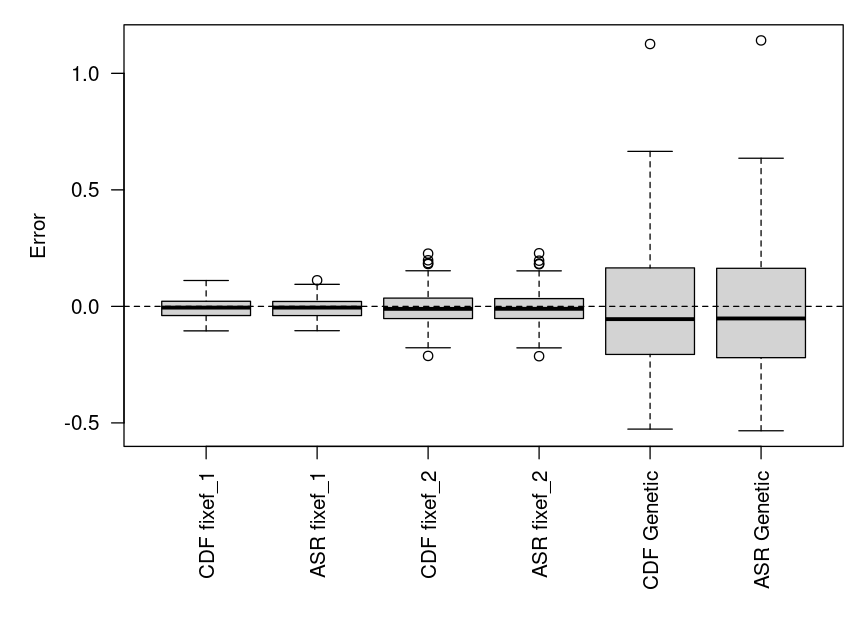 1.0
0.5
0.0
-0.5
Error
CDF fixef_1
ASR fixef_1
CDF fixef_2
ASR fixef_2
CDF Genetic
ASR Genetic